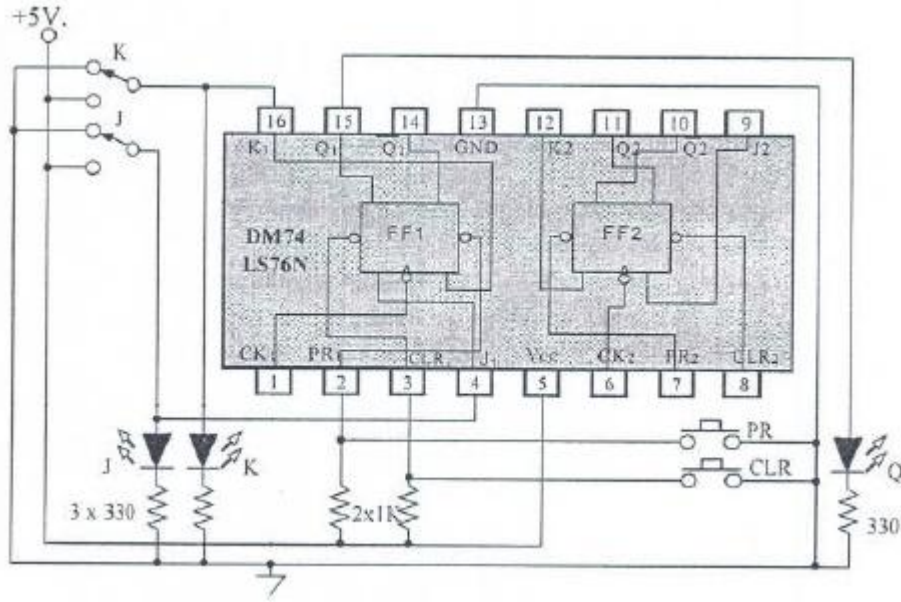 +5V.
K
J
16 15 14 13 12 11 10 9
K1 Q1 Q1 GND K2 Q2 Q2 J2
DM74
LS76N
FF1
FF2
CK1 PR1 CLR1 J1 Vcc CK2 PR2 CLR2
1 2 3 4 5 6 7 8
PR
CLR
J
K
Q
3 x 330
2x1K
330